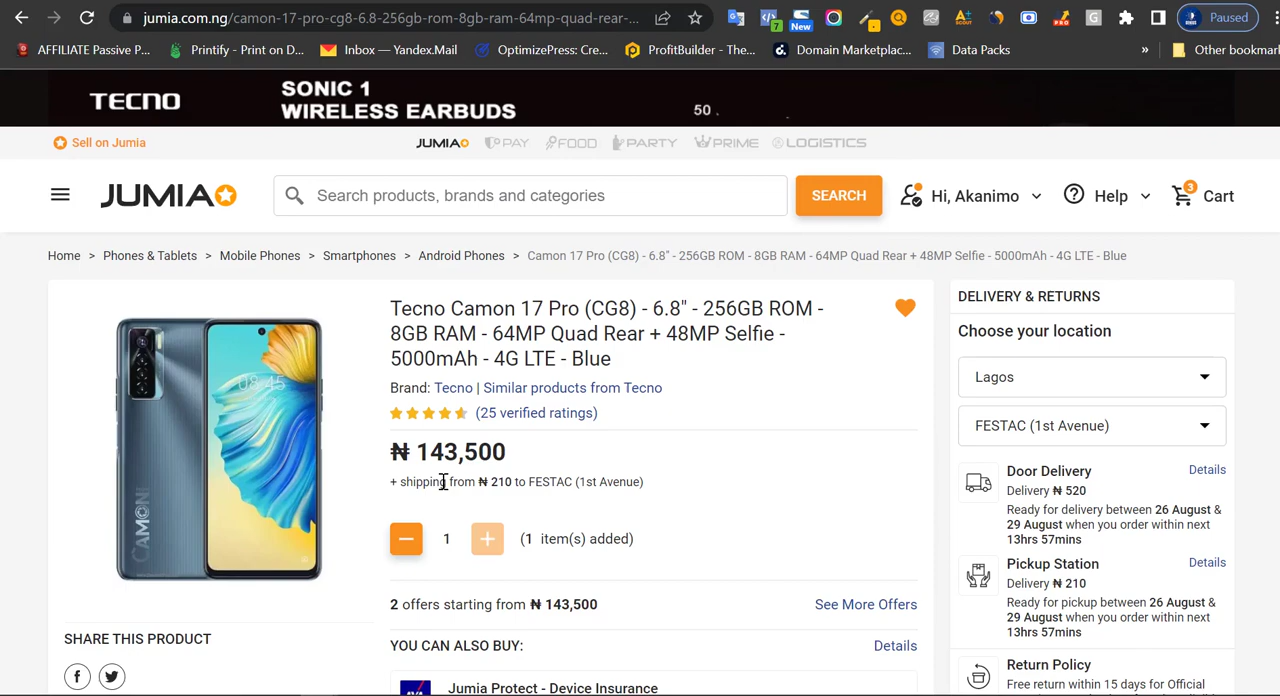 jumia.com.ng/camon-17-pro-cg8-6.8-256gb-rom-8gb-ram-64mp-quad-rear-...
7
New
G
Paused
AFFILIATE Passive P...
Printify - Print on D...
Inbox — Yandex.Mail
OptimizePress: Cre...
ProfitBuilder - The...
Domain Marketplac...
Data Packs
»
Other bookmar
TECNO
SONIC 1
WIRELESS EARBUDS
50
Sell on Jumia
JUMIA
PAY
FOOD
PARTY
PRIME
LOGISTICS
JUMIA
Search products, brands and categories
SEARCH
Hi, Akanimo
Help
3
Cart
Home > Phones & Tablets > Mobile Phones > Smartphones > Android Phones > Camon 17 Pro (CG8) - 6.8" - 256GB ROM - 8GB RAM - 64MP Quad Rear + 48MP Selfie - 5000mAh - 4G LTE - Blue
08:45
CAMON
Tecno Camon 17 Pro (CG8) - 6.8" - 256GB ROM -
8GB RAM - 64MP Quad Rear + 48MP Selfie -
5000mAh - 4G LTE - Blue
Brand: Tecno | Similar products from Tecno
(25 verified ratings)
₦ 143,500
+ shipping from ₦ 210 to FESTAC (1st Avenue)
− 1 + (1 item(s) added)
2 offers starting from ₦ 143,500
See More Offers
YOU CAN ALSO BUY:
Details
AXA
Jumia Protect - Device Insurance
SHARE THIS PRODUCT
DELIVERY & RETURNS
Choose your location
Lagos
FESTAC (1st Avenue)
Door Delivery
Details
Delivery ₦ 520
Ready for delivery between 26 August &
29 August when you order within next
13hrs 57mins
Pickup Station
Details
Delivery ₦ 210
Ready for pickup between 26 August &
29 August when you order within next
13hrs 57mins
Return Policy
Free return within 15 days for Official